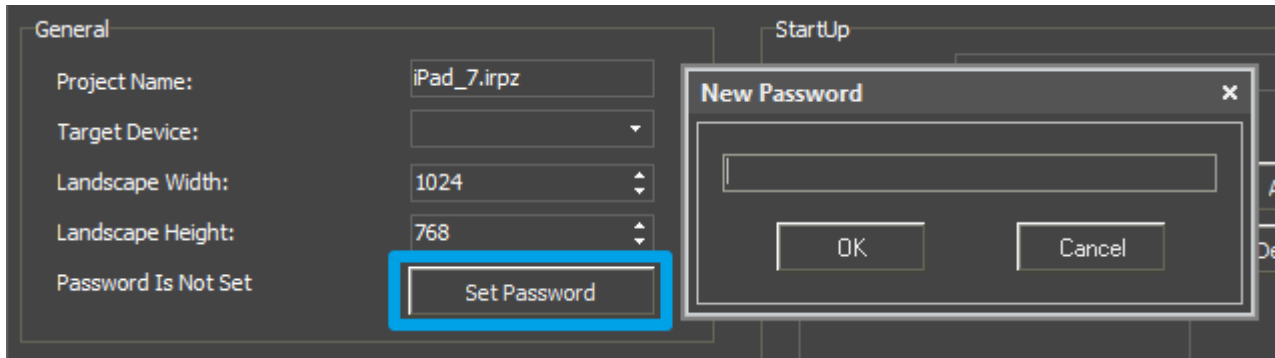 General
Project Name:
iPad_7.irpz
Target Device:
Landscape Width:
1024
Landscape Height:
768
Password Is Not Set
Set Password
StartUp
New Password
OK
Cancel